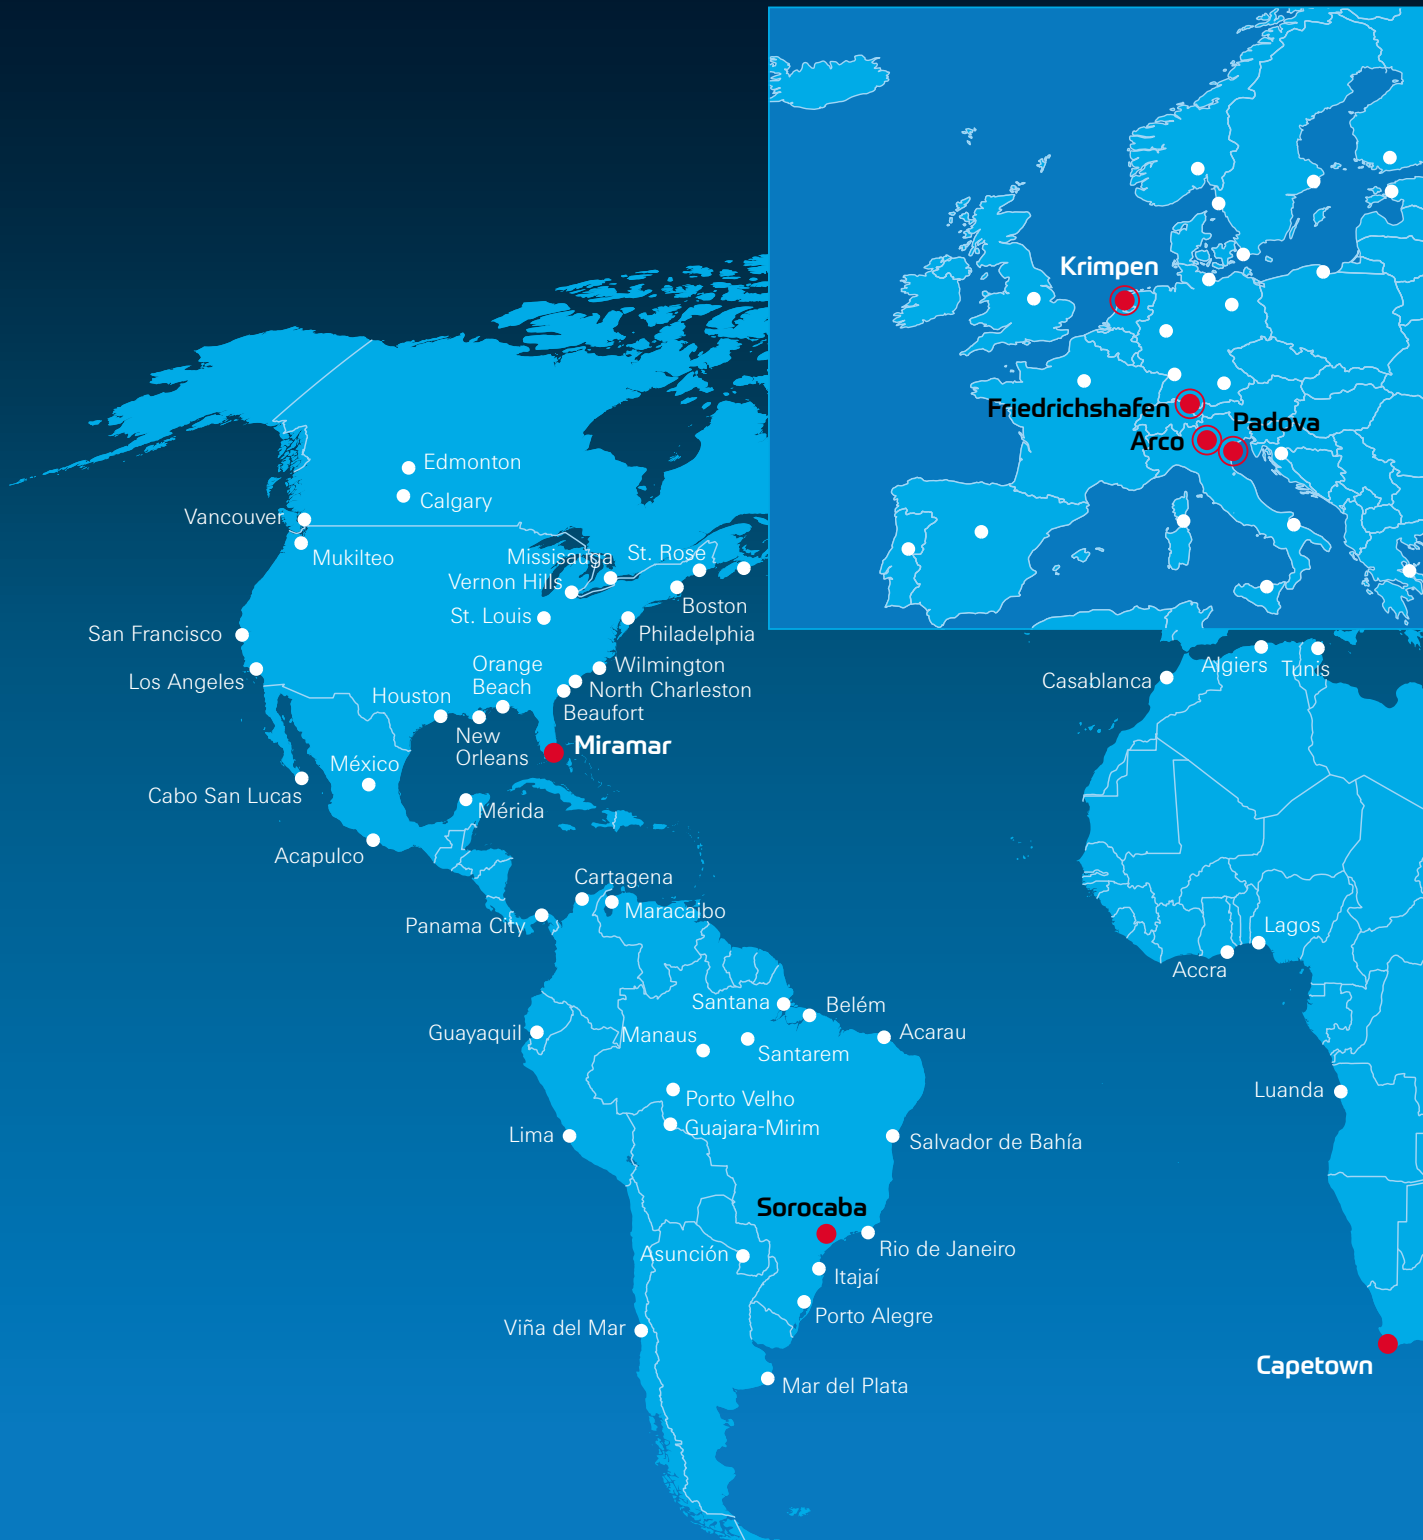 Krimpen
Friedrichshafen
Padova
Arco
Edmonton
Calgary
Vancouver
Mukilteo
Missisauga
St. Rose
Vernon Hills
Boston
St. Louis
Philadelphia
San Francisco
Los Angeles
Orange
Beach
Wilmington
North Charleston
Houston
Beaufort
New
Orleans
Miramar
México
Cabo San Lucas
Mérida
Acapulco
Algiers
Tunis
Casablanca
Cartagena
Maracaibo
Panama City
Lagos
Accra
Santana
Belém
Guayaquil
Manaus
Santarem
Acarau
Porto Velho
Luanda
Guajara-Mirim
Lima
Salvador de Bahía
Sorocaba
Asunción
Rio de Janeiro
Itajaí
Porto Alegre
Viña del Mar
Capetown
Mar del Plata